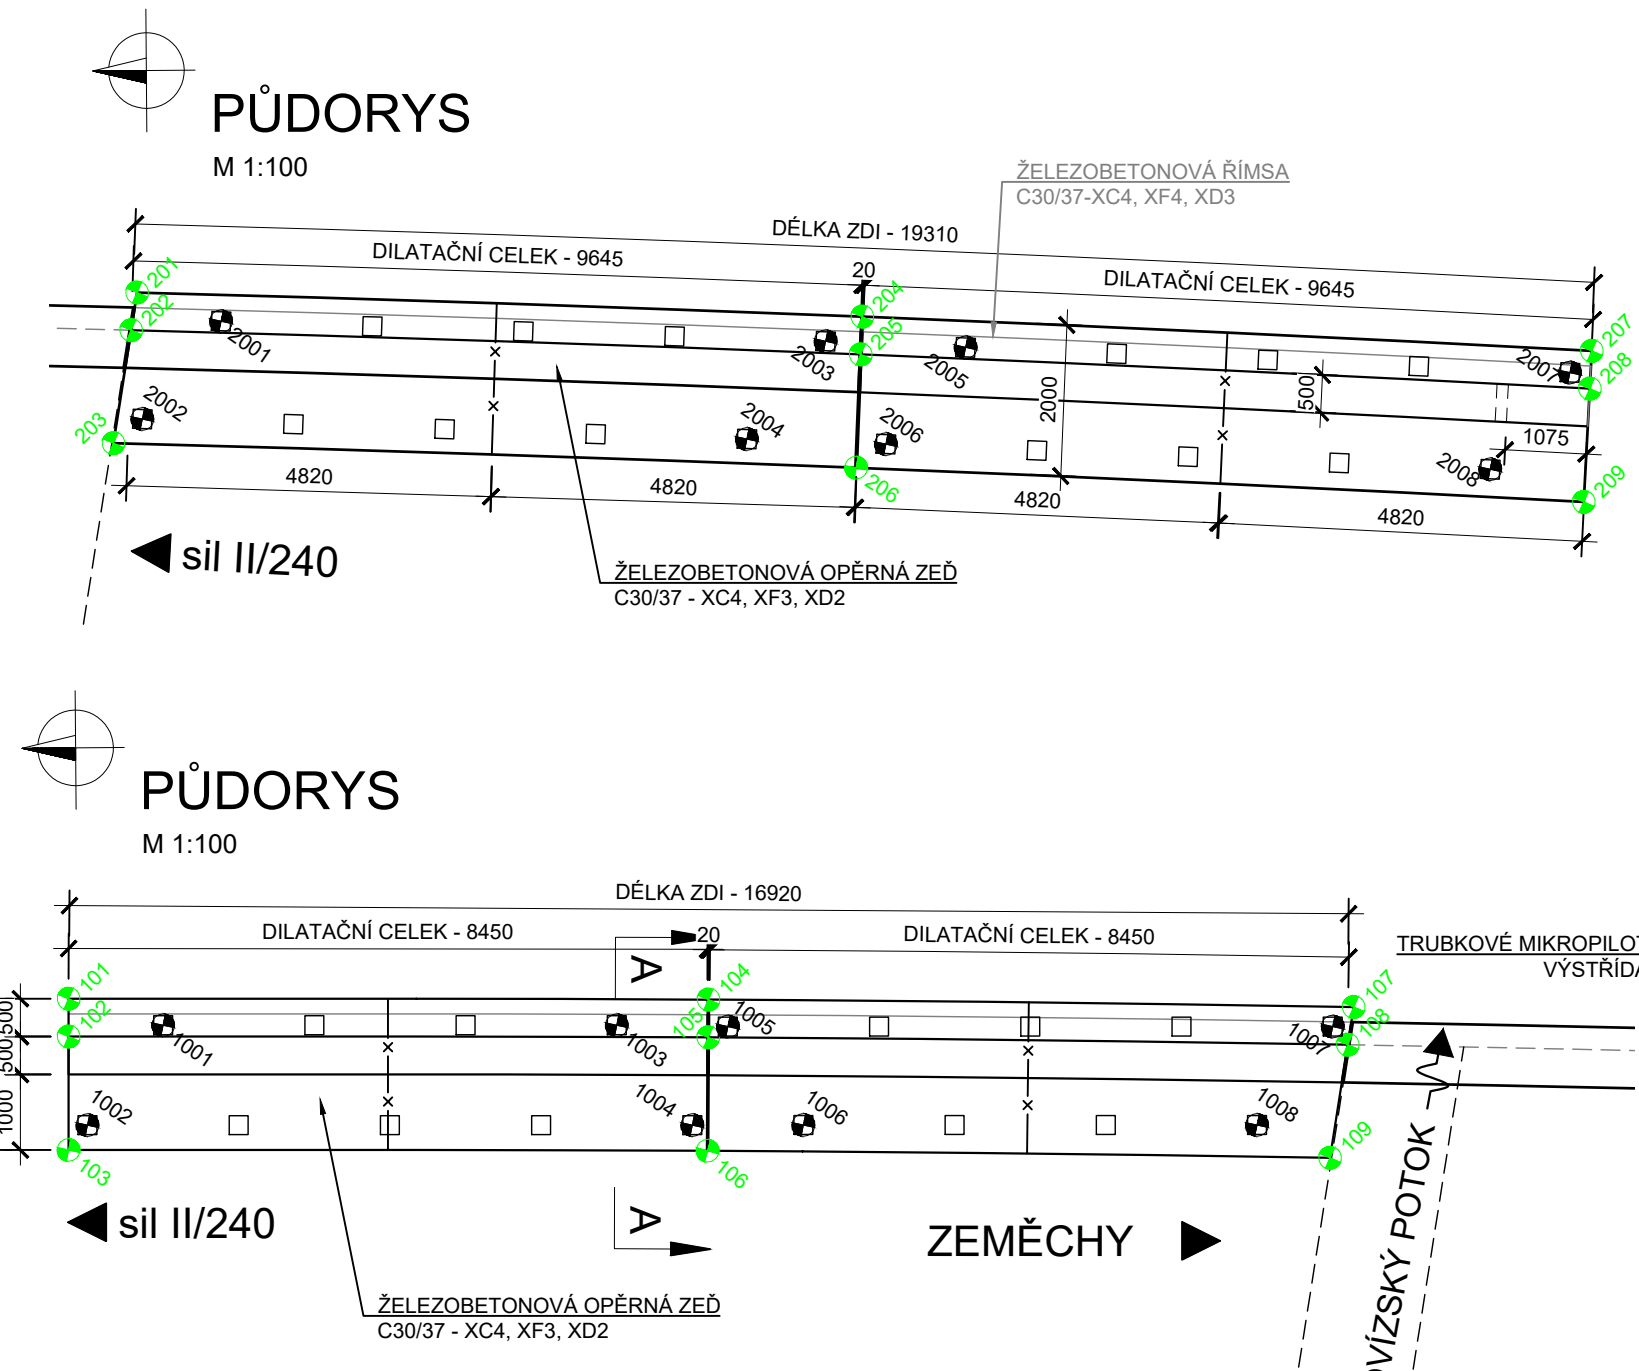 PŮDORYS
M 1:100
ŽELEZOBETONOVÁ ŘÍMSA
C30/37-XC4, XF4, XD3
DÉLKA ZDI - 19310
DILATAČNÍ CELEK - 9645
20
DILATAČNÍ CELEK - 9645
201
202
203
204
205
206
207
208
209
2001
2002
2003
2004
2005
2006
2007
2008
2000
500
1075
4820
4820
4820
4820
sil II/240
ŽELEZOBETONOVÁ OPĚRNÁ ZEĎ
C30/37 - XC4, XF3, XD2
PŮDORYS
M 1:100
DÉLKA ZDI - 16920
DILATAČNÍ CELEK - 8450
20
DILATAČNÍ CELEK - 8450
A
TRUBKOVÉ MIKROPILOT
VÝSTŘÍDA
101
102
103
104
105
106
107
108
109
500
500
1000
1001
1002
1003
1004
1005
1006
1007
1008
sil II/240
A
ZEMĚCHY
VÍZSKÝ POTOK
ŽELEZOBETONOVÁ OPĚRNÁ ZEĎ
C30/37 - XC4, XF3, XD2